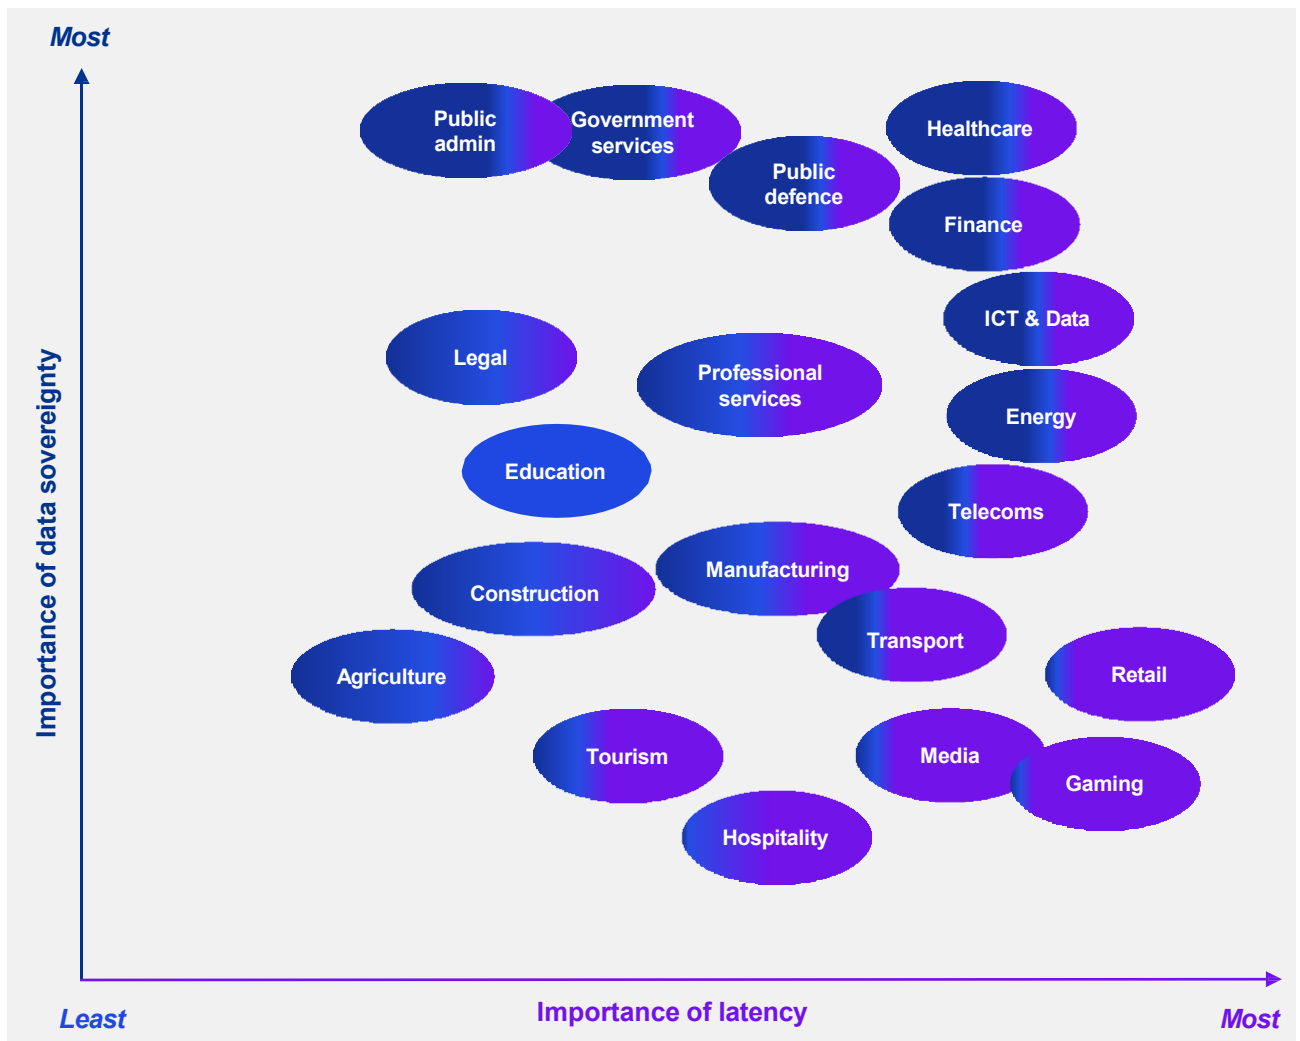 Most
Public
admin
Government
services
Healthcare
Public
defence
Finance
ICT & Data
Legal
Professional
services
Energy
Education
Telecoms
Manufacturing
Construction
Transport
Agriculture
Retail
Tourism
Media
Gaming
Hospitality
Importance of data sovereignty
Least
Importance of latency
Most